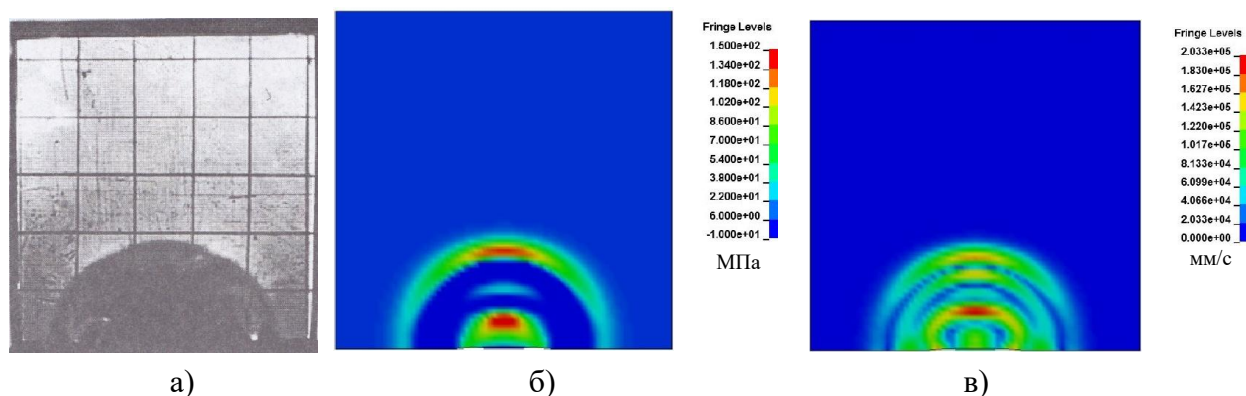 Fringe Levels
1.500e+02
1.340e+02
1.180e+02
1.020e+02
8.600e+01
7.000e+01
5.400e+01
3.800e+01
2.200e+01
6.000e+00
-1.000e+01
МПа
Fringe Levels
2.033e+05
1.830e+05
1.627e+05
1.423e+05
1.220e+05
1.017e+05
8.133e+04
6.099e+04
4.066e+04
2.033e+04
0.000e+00
мм/с
а)
б)
в)